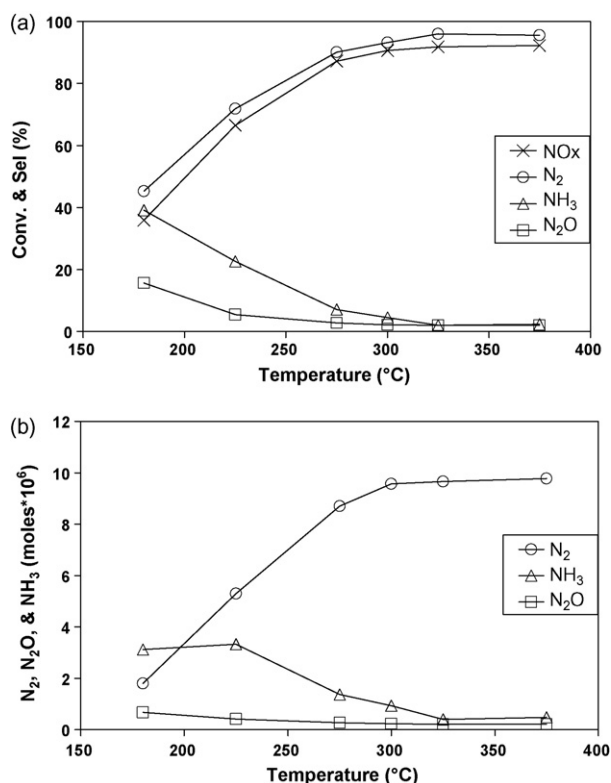 (a)
100
80
60
40
20
0
Conv. & Sel (%)
NOx
N₂
NH₃
N₂O
150 200 250 300 350 400
Temperature (°C)
(b)
12
10
8
6
4
2
0
N₂, N₂O, & NH₃ (moles*10⁶)
N₂
NH₃
N₂O
150 200 250 300 350 400
Temperature (°C)